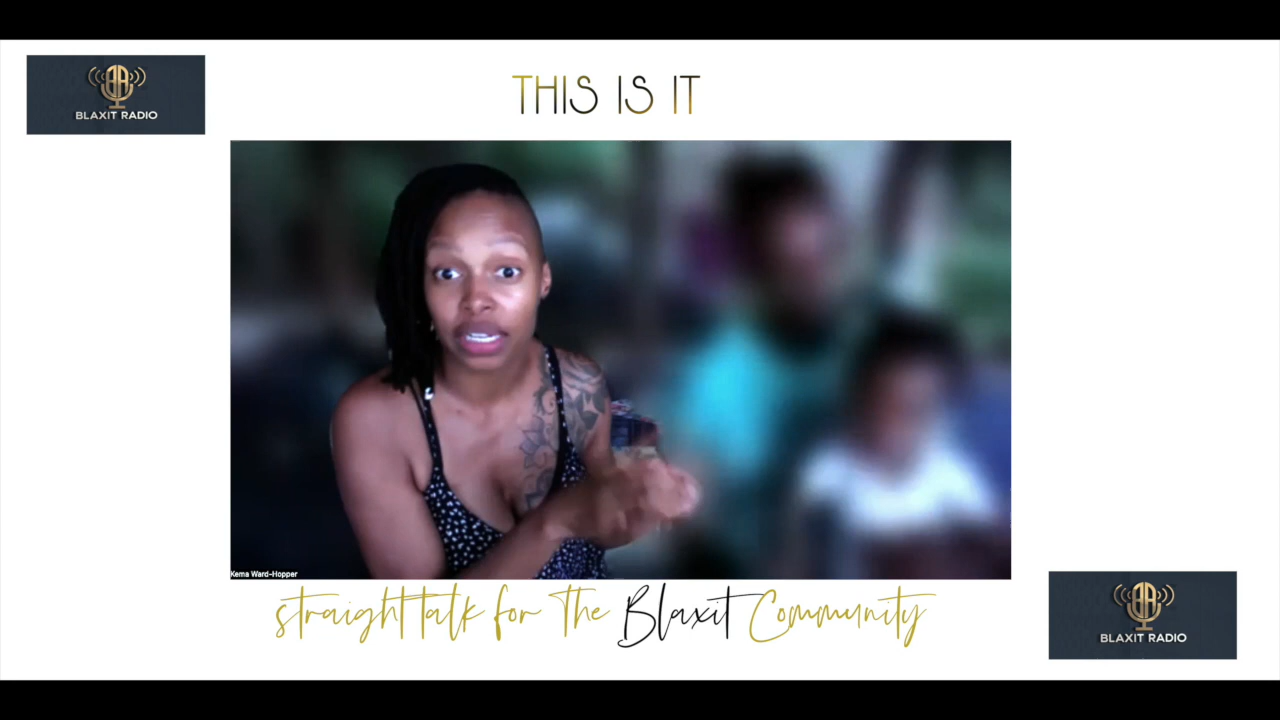 BLAXIT RADIO
THIS IS IT
Kema Ward-Hopper
straight talk for the Blaxit Community
BLAXIT RADIO